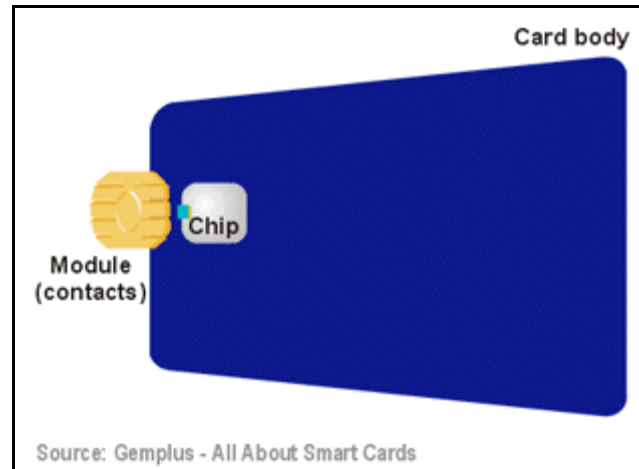 Card body
Chip
Module
(contacts)
Source: Gemplus - All About Smart Cards